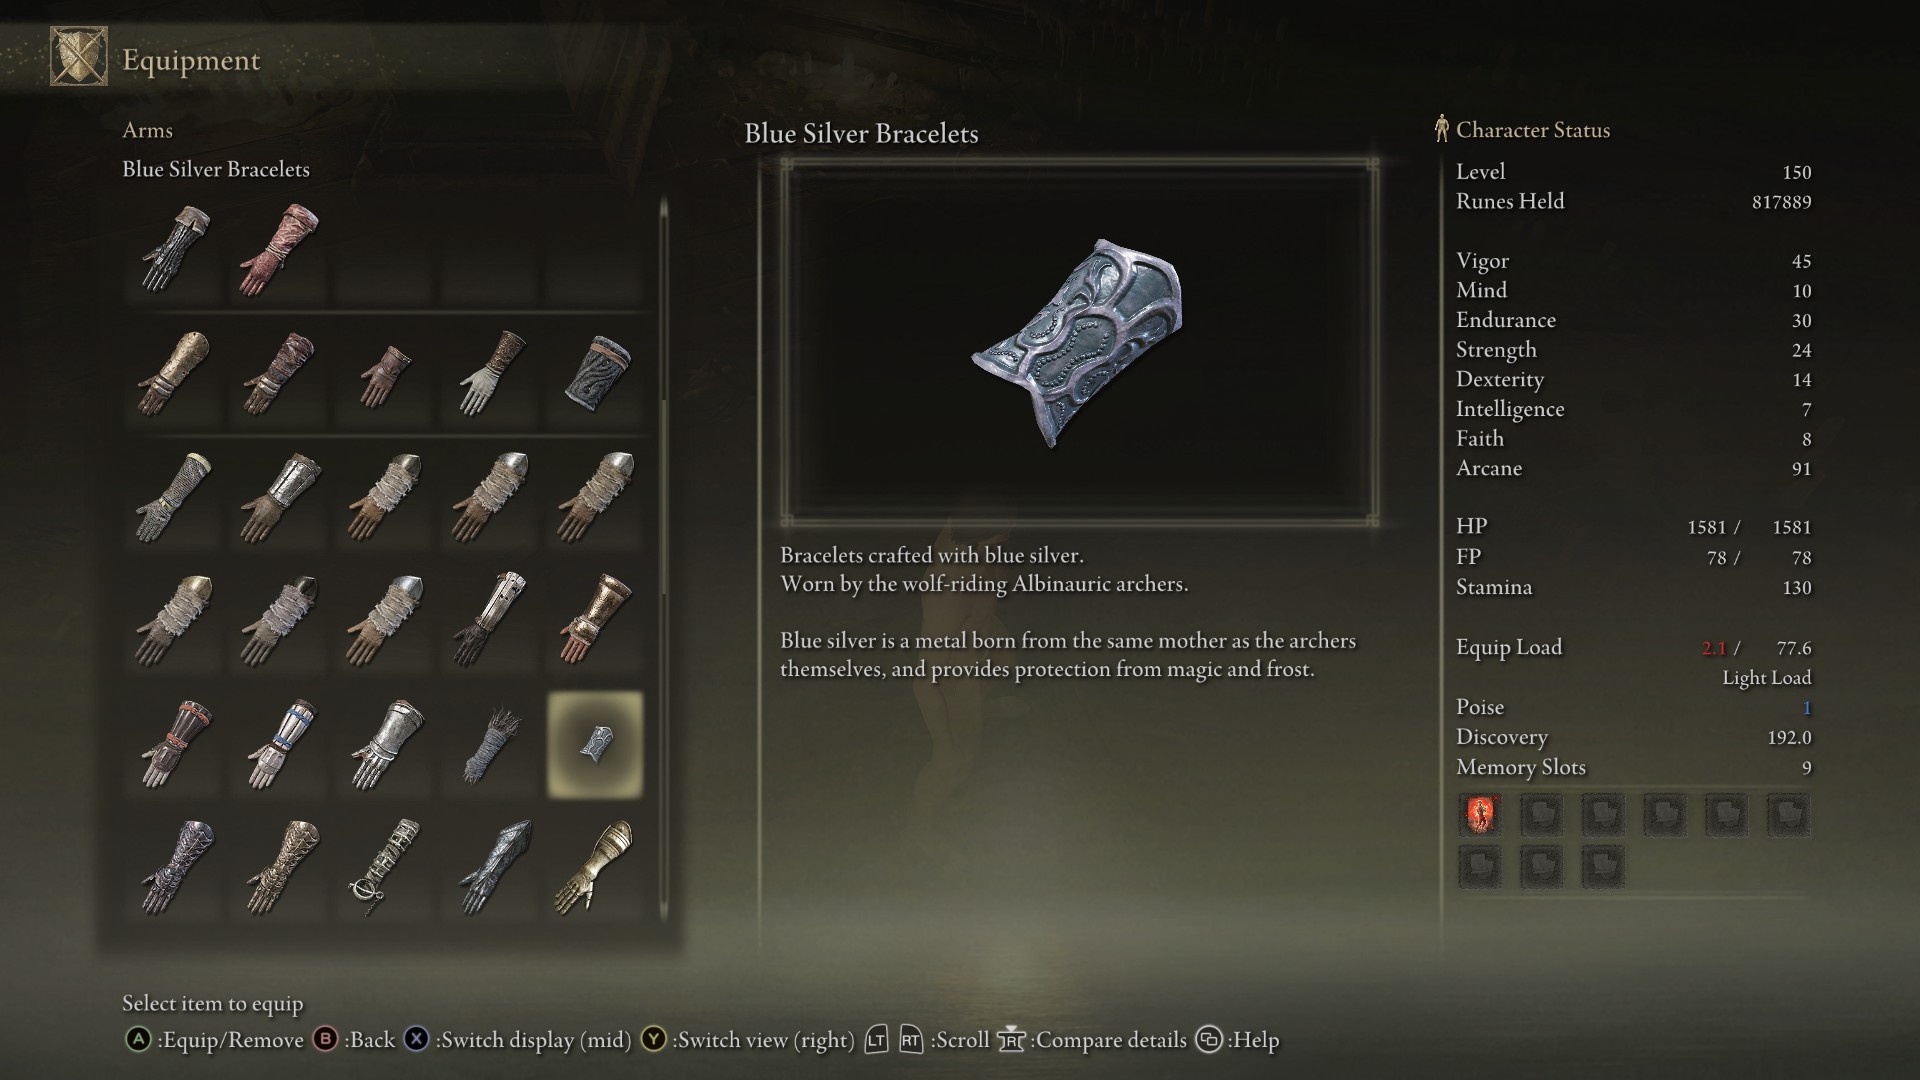 Equipment
Arms
Blue Silver Bracelets
Blue Silver Bracelets
Bracelets crafted with blue silver.
Worn by the wolf-riding Albinauric archers.
Blue silver is a metal born from the same mother as the archers
themselves, and provides protection from magic and frost.
Character Status
Level 150
Runes Held 817889
Vigor 45
Mind 10
Endurance 30
Strength 24
Dexterity 14
Intelligence 7
Faith 8
Arcane 91
HP 1581 / 1581
FP 78 / 78
Stamina 130
Equip Load 2.1 / 77.6
Light Load
Poise 1
Discovery 192.0
Memory Slots 9
Select item to equip
A :Equip/Remove B :Back X :Switch display (mid) Y :Switch view (right) LT RT :Scroll R :Compare details :Help